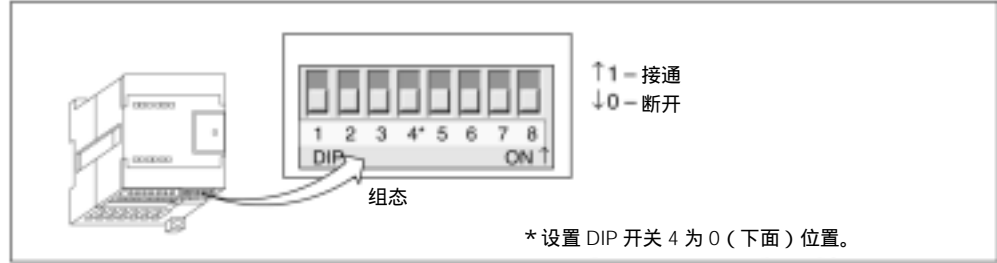 ↑1 – 接通
↓0 – 断开
1 2 3 4* 5 6 7 8
DIP ON ↑
组态
* 设置 DIP 开关 4 为 0（下面）位置。